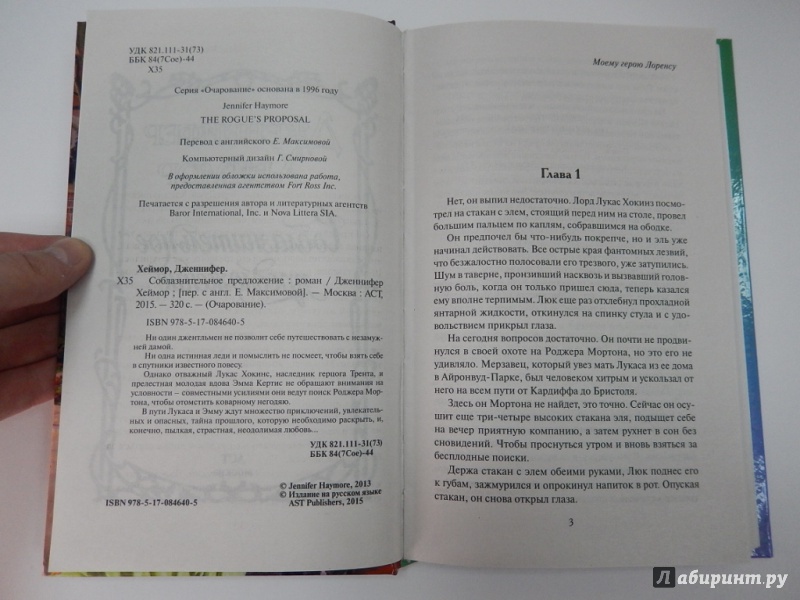 УДК 821.111-31(73)
ББК 84(7Сое)-44
Х35
Серия «Очарование» основана в 1996 году
Jennifer Haymore
THE ROGUE'S PROPOSAL
Перевод с английского Е. Максимовой
Компьютерный дизайн Г. Смирновой
В оформлении обложки использована работа,
предоставленная агентством Fort Ross Inc.
Печатается с разрешения автора и литературных агентств
Baror International, Inc. и Nova Littera SIA.
Хеймор, Дженнифер.
Х35 Соблазнительное предложение : роман / Дженнифер
Хеймор ; [пер. с англ. Е. Максимовой]. — Москва : АСТ,
2015. — 320 с. — (Очарование).
ISBN 978-5-17-084640-5
Ни один джентльмен не позволит себе путешествовать с незамуж-
ней дамой.
Ни одна истинная леди и помыслить не посмеет, чтобы взять себе
в спутники известного повесу.
Однако отважный Лукас Хокинс, наследник герцога Трента, и
прелестная молодая вдова Эмма Кертис не обращают внимания на
условности – совместными усилиями они ведут поиск Роджера Мор-
тона, чтобы отомстить коварному негодяю.
В пути Лукаса и Эмму ждут множество приключений, увлекатель-
ных и опасных, тайна прошлого, которую необходимо раскрыть, и,
конечно, пылкая, страстная, неодолимая любовь...
УДК 821.111-31(73)
ББК 84(7Сое)-44
© Jennifer Haymore, 2013
© Издание на русском языке
AST Publishers, 2015
ISBN 978-5-17-084640-5
Моему герою Лоренсу
Глава 1
Нет, он выпил недостаточно. Лорд Лукас Хокинз посмот-
рел на стакан с элем, стоящий перед ним на столе, провел
большим пальцем по каплям, собравшимся на ободке.
Он предпочел бы что-нибудь покрепче, но и эль уже
начинал действовать. Все острые края фантомных лезвий,
что безжалостно полосовали его трезвого, уже затупились.
Шум в таверне, пронзивший насквозь и вызвавший голов-
ную боль, когда он только пришел сюда, теперь казался
ему вполне терпимым. Люк еще раз отхлебнул прохладной
янтарной жидкости, откинулся на спинку стула и с удо-
вольствием прикрыл глаза.
На сегодня вопросов достаточно. Он почти не продви-
нулся в своей охоте на Роджера Мортона, но это его не
удивляло. Мерзавец, который увез мать Лукаса из ее дома
в Айронвуд-Парке, был человеком хитрым и ускользал от
него на всем пути от Кардиффа до Бристоля.
Здесь он Мортона не найдет, это точно. Сейчас он осу-
шит еще три-четыре высоких стакана эля, подыщет себе
на вечер приятную компанию, а затем рухнет в сон без
сновидений. Чтобы проснуться утром и вновь взяться за
бесплодные поиски.
Держа стакан с элем обеими руками, Люк поднес его
к губам, зажмурился и опрокинул напиток в рот. Опуская
стакан, он снова открыл глаза.
3
Лабиринт.ру